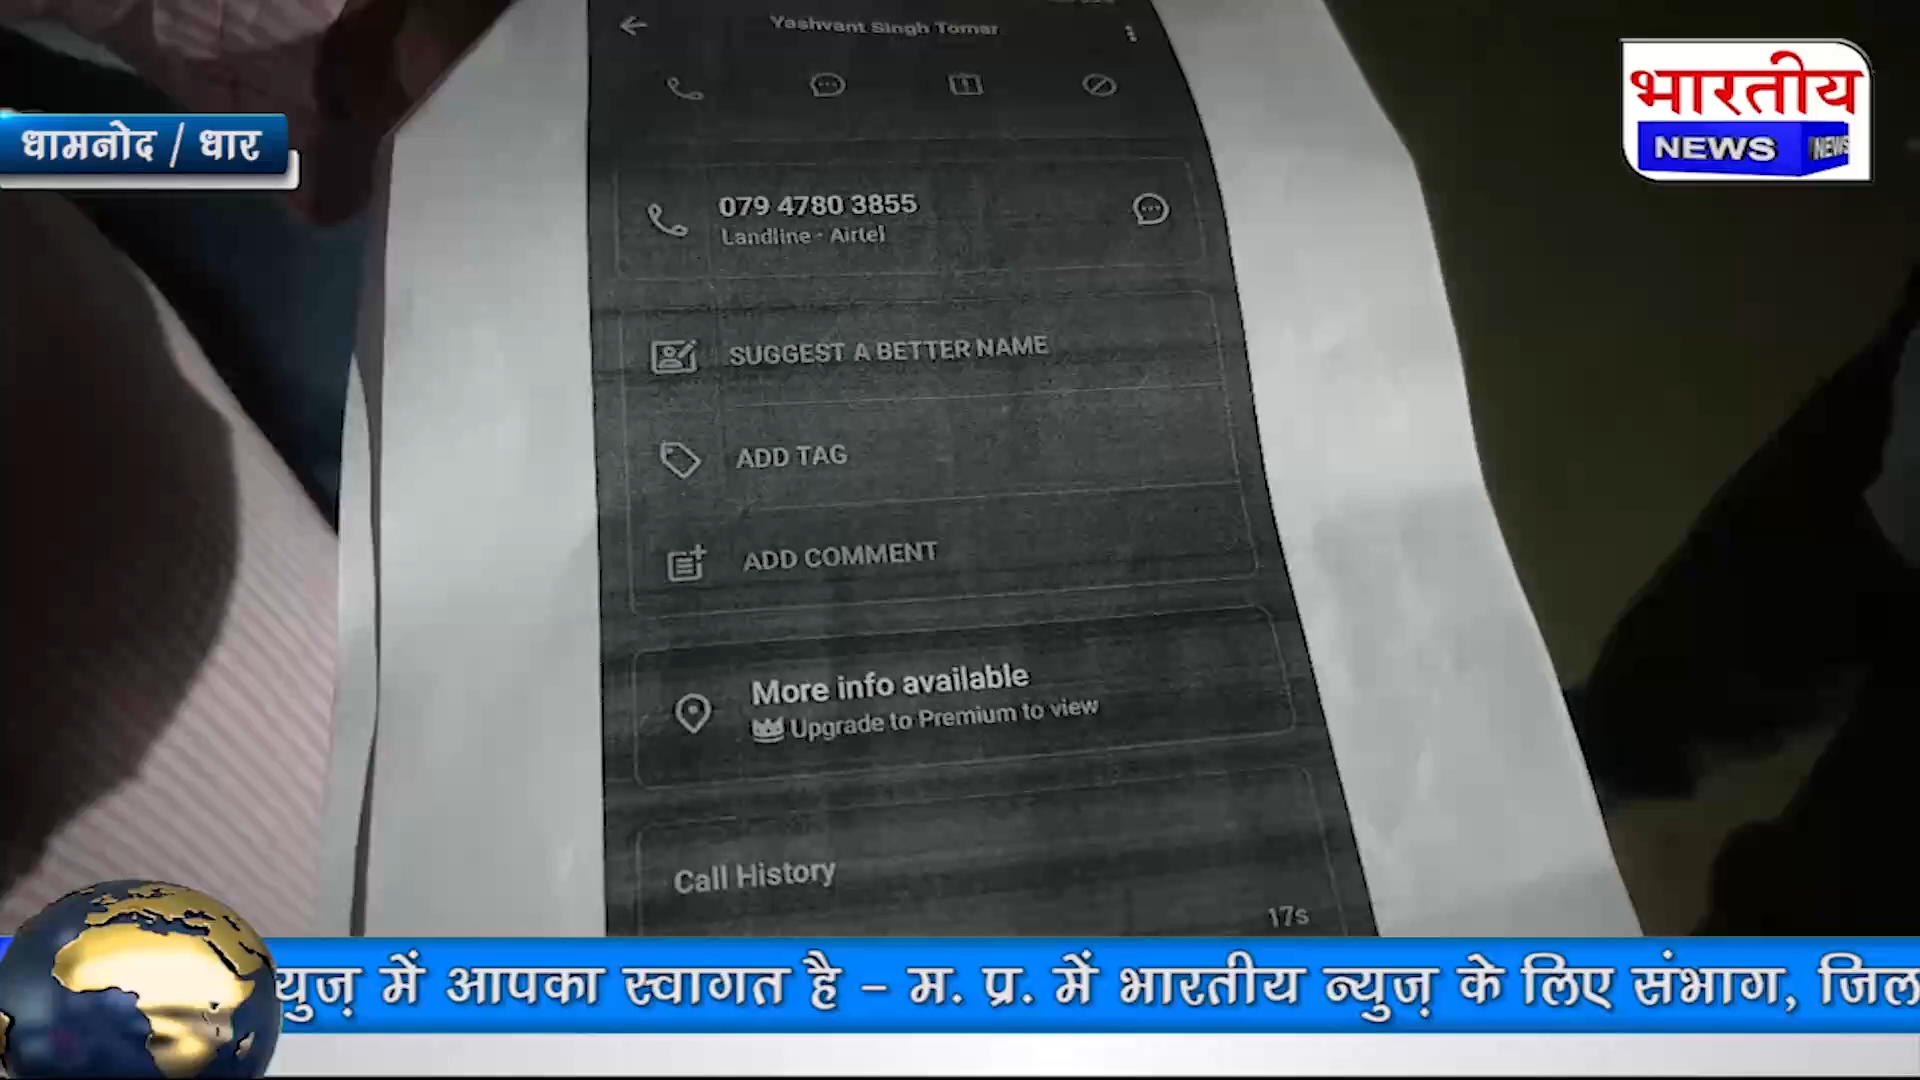 Yashvant Singh Tomar
धामनोद / धार
भारतीय
NEWS NEWS
079 4780 3855
Landline · Airtel
SUGGEST A BETTER NAME
ADD TAG
ADD COMMENT
More info available
Upgrade to Premium to view
Call History
17s
युज़ में आपका स्वागत है – म. प्र. में भारतीय न्युज़ के लिए संभाग, जिल